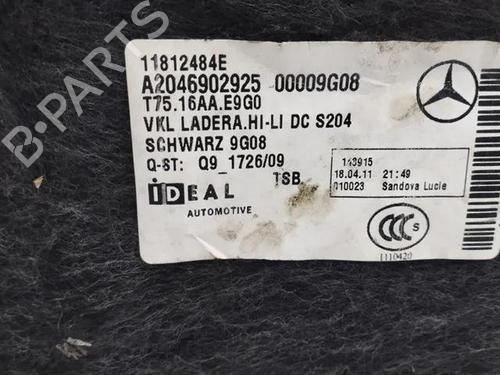 11812484E
A2046902925 00009G08
T75.16AA.E9G0
VKL LADERA.HI-LI DC S204
SCHWARZ 9G08
Q-ST: Q9_1726/09
TSB
IDEAL
AUTOMOTIVE
143915
18.04.11 21:49
010023 Sandova Lucie
CCC S
1110420
B-PARTS